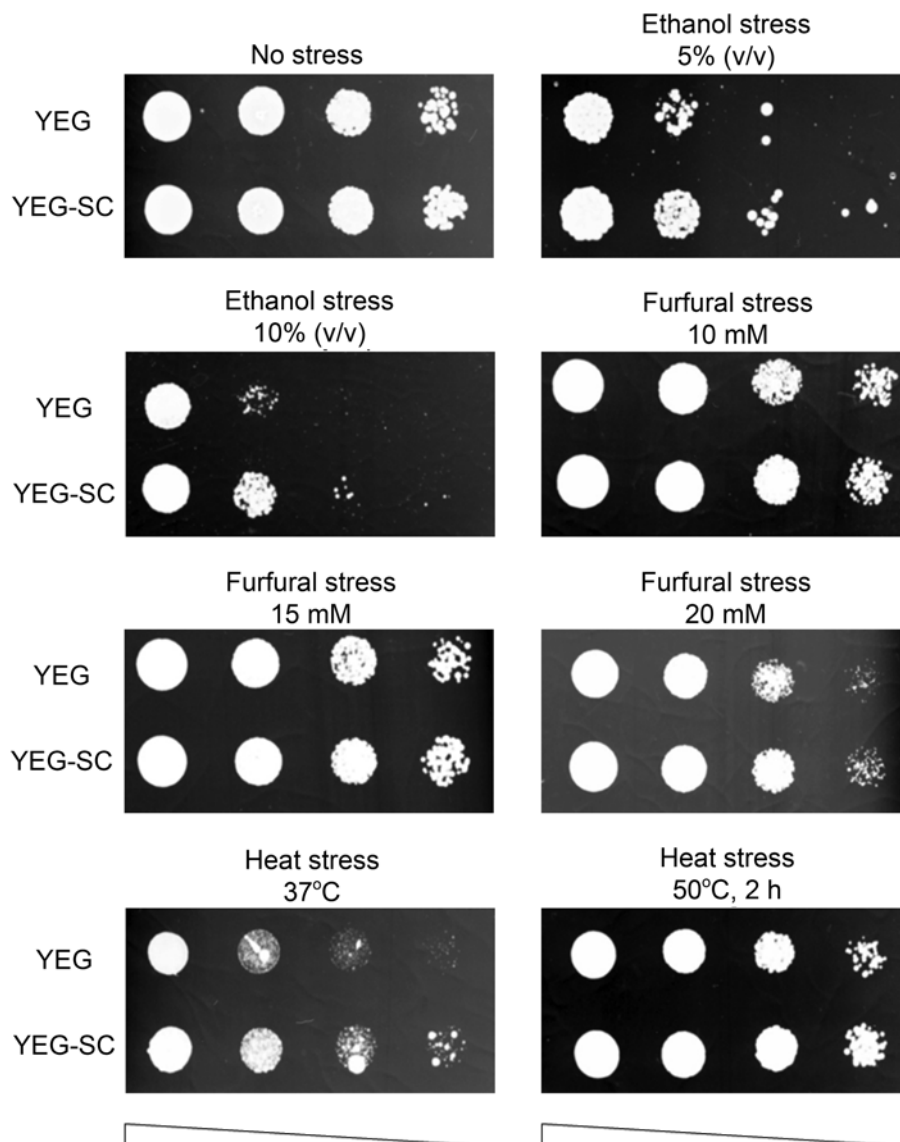 No stress
YEG
YEG-SC
Ethanol stress
5% (v/v)
Ethanol stress
10% (v/v)
YEG
YEG-SC
Furfural stress
10 mM
Furfural stress
15 mM
YEG
YEG-SC
Furfural stress
20 mM
Heat stress
37°C
YEG
YEG-SC
Heat stress
50°C, 2 h